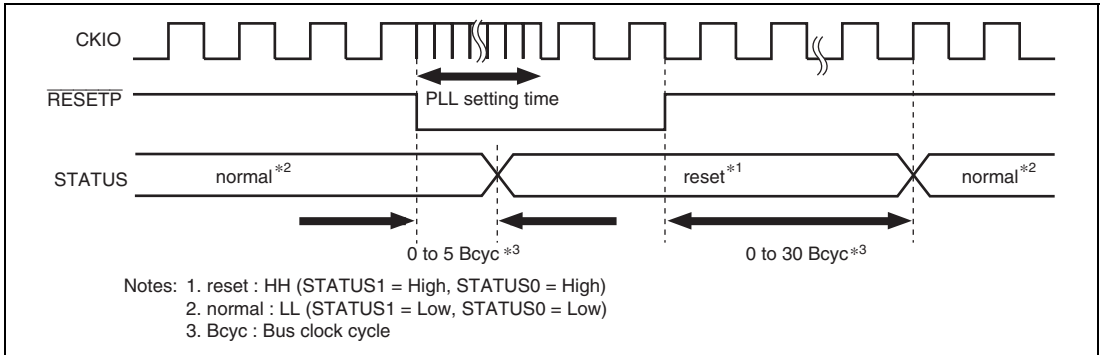 CKIO
RESETP
PLL setting time
STATUS
normal*2
reset*1
normal*2
0 to 5 Bcyc *3
0 to 30 Bcyc*3
Notes: 1. reset : HH (STATUS1 = High, STATUS0 = High)
2. normal : LL (STATUS1 = Low, STATUS0 = Low)
3. Bcyc : Bus clock cycle